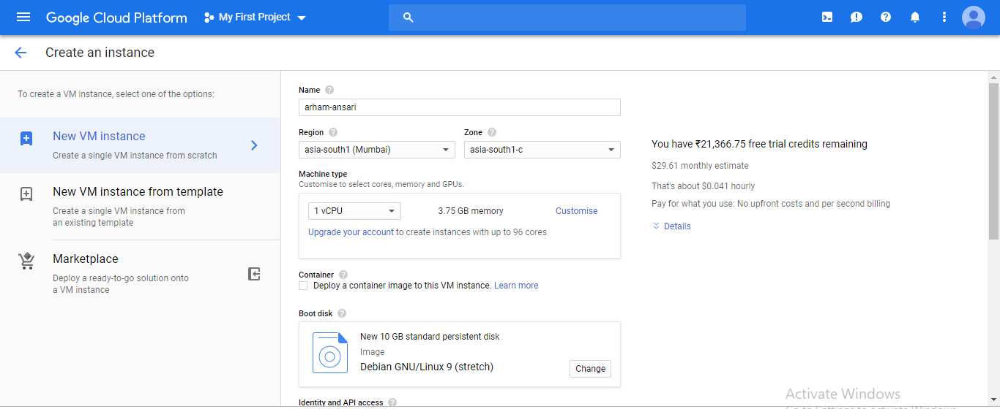 Google Cloud Platform My First Project
Create an instance
To create a VM instance, select one of the options:
New VM instance
Create a single VM instance from scratch
New VM instance from template
Create a single VM instance from
an existing template
Marketplace
Deploy a ready-to-go solution onto
a VM instance
Name
arham-ansari
Region Zone
asia-south1 (Mumbai) asia-south1-c
Machine type
Customise to select cores, memory and GPUs.
1 vCPU 3.75 GB memory Customise
Upgrade your account to create instances with up to 96 cores
Container
Deploy a container image to this VM instance. Learn more
Boot disk
New 10 GB standard persistent disk
Image
Debian GNU/Linux 9 (stretch)
Change
Identity and API access
You have ₹21,366.75 free trial credits remaining
$29.61 monthly estimate
That's about $0.041 hourly
Pay for what you use: No upfront costs and per second billing
Details
Activate Windows